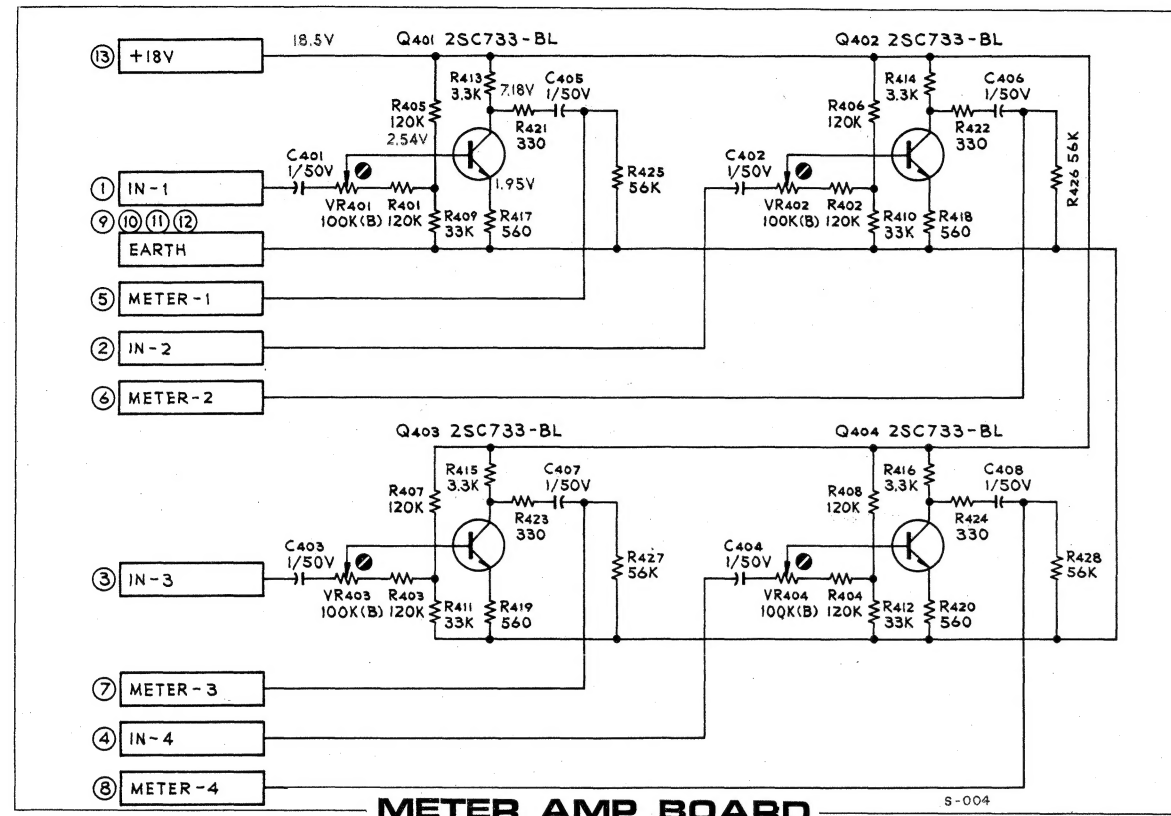 18.5V
Q401 2SC733-BL
Q402 2SC733-BL
⑬ +18V
R413
3.3K
C405
1/50V
7.18V
R405
120K
R421
330
2.54V
C401
1/50V
1.95V
R425
56K
① IN-1
VR401
100K(B)
R401
120K
R409
33K
R417
560
R414
3.3K
C406
1/50V
R406
120K
R422
330
R426 56K
C402
1/50V
VR402
100K(B)
R402
120K
R410
33K
R418
560
⑨ ⑩ ⑪ ⑫
EARTH
⑤ METER-1
② IN-2
⑥ METER-2
Q403 2SC733-BL
Q404 2SC733-BL
R415
3.3K
C407
1/50V
R407
120K
R423
330
C403
1/50V
R427
56K
③ IN-3
VR403
100K(B)
R403
120K
R411
33K
R419
560
R416
3.3K
C408
1/50V
R408
120K
R424
330
C404
1/50V
R428
56K
VR404
100K(B)
R404
120K
R412
33K
R420
560
⑦ METER-3
④ IN-4
⑧ METER-4
METER AMP BOARD
S-004